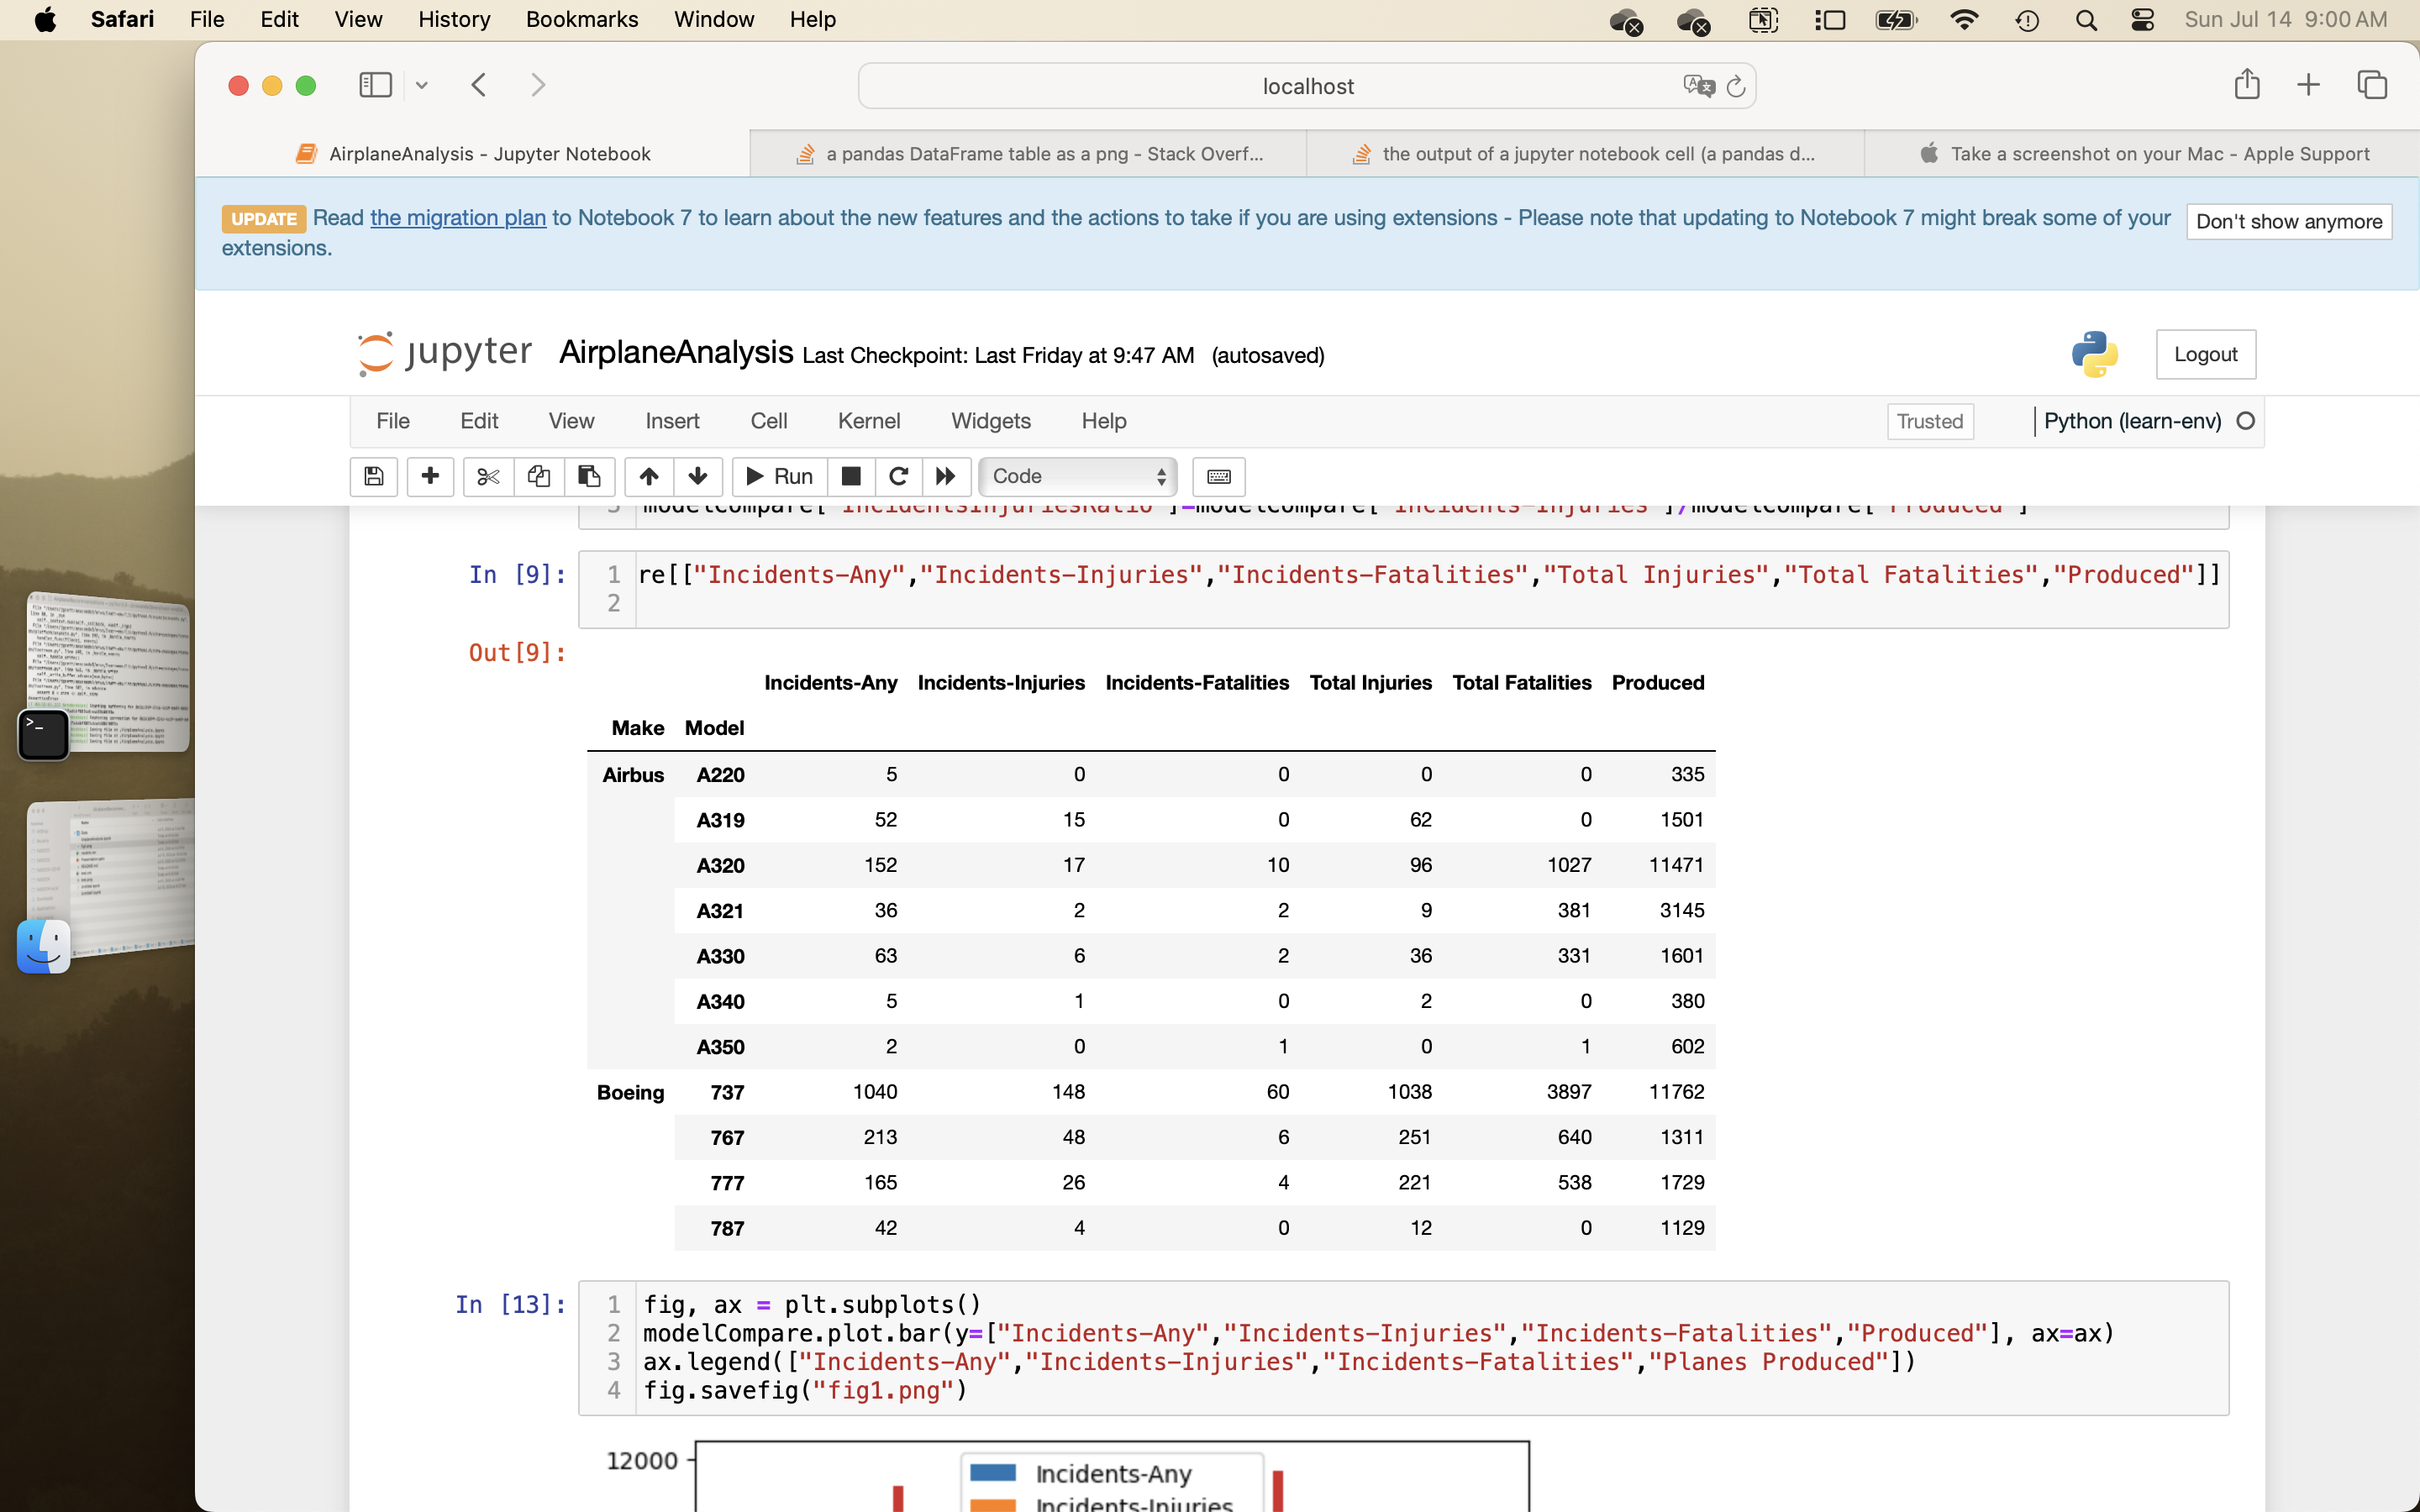 Safari File Edit View History Bookmarks Window Help Sun Jul 14 9:00 AM
localhost
AirplaneAnalysis - Jupyter Notebook
a pandas DataFrame table as a png - Stack Overf...
the output of a jupyter notebook cell (a pandas d...
Take a screenshot on your Mac - Apple Support
UPDATE Read the migration plan to Notebook 7 to learn about the new features and the actions to take if you are using extensions - Please note that updating to Notebook 7 might break some of your
extensions.
Don't show anymore
jupyter AirplaneAnalysis Last Checkpoint: Last Friday at 9:47 AM (autosaved)
Logout
File Edit View Insert Cell Kernel Widgets Help Trusted Python (learn-env)
Run Code
3 modelCompare["IncidentsInjuriesRatio"]=modelCompare["Incidents-Injuries"]/modelCompare["Produced"]
In [9]: 1 re[["Incidents-Any","Incidents-Injuries","Incidents-Fatalities","Total Injuries","Total Fatalities","Produced"]]
2
Out[9]:
Incidents-Any Incidents-Injuries Incidents-Fatalities Total Injuries Total Fatalities Produced
Make Model
Airbus A220 5 0 0 0 0 335
A319 52 15 0 62 0 1501
A320 152 17 10 96 1027 11471
A321 36 2 2 9 381 3145
A330 63 6 2 36 331 1601
A340 5 1 0 2 0 380
A350 2 0 1 0 1 602
Boeing 737 1040 148 60 1038 3897 11762
767 213 48 6 251 640 1311
777 165 26 4 221 538 1729
787 42 4 0 12 0 1129
In [13]: 1 fig, ax = plt.subplots()
2 modelCompare.plot.bar(y=["Incidents-Any","Incidents-Injuries","Incidents-Fatalities","Produced"], ax=ax)
3 ax.legend(["Incidents-Any","Incidents-Injuries","Incidents-Fatalities","Planes Produced"])
4 fig.savefig("fig1.png")
12000
Incidents-Any
Incidents-Injuries